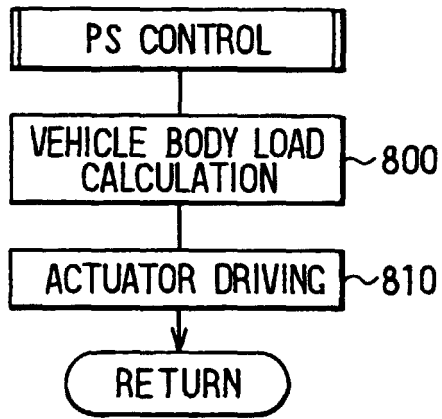 PS CONTROL
VEHICLE BODY LOAD
CALCULATION
800
ACTUATOR DRIVING
810
RETURN